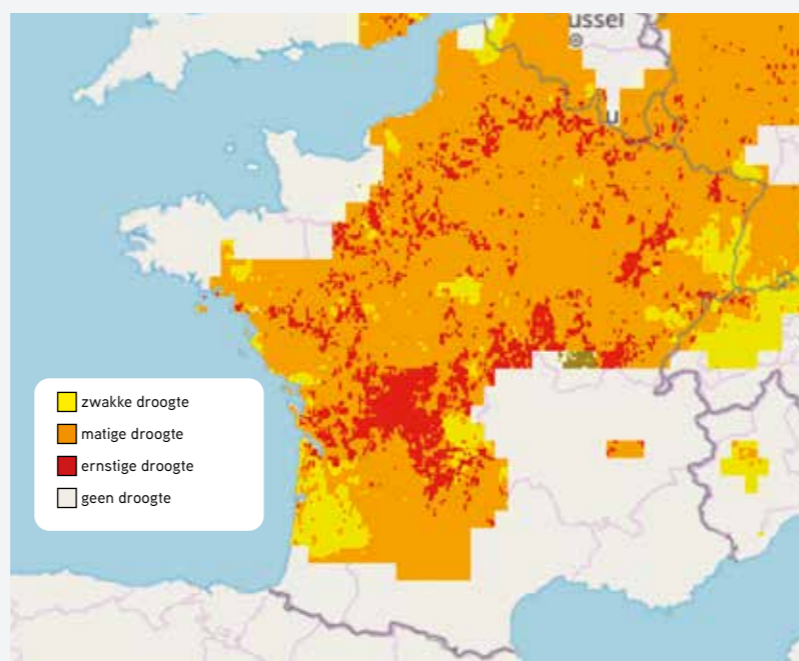 ussel
u
zwakke droogte
matige droogte
ernstige droogte
geen droogte